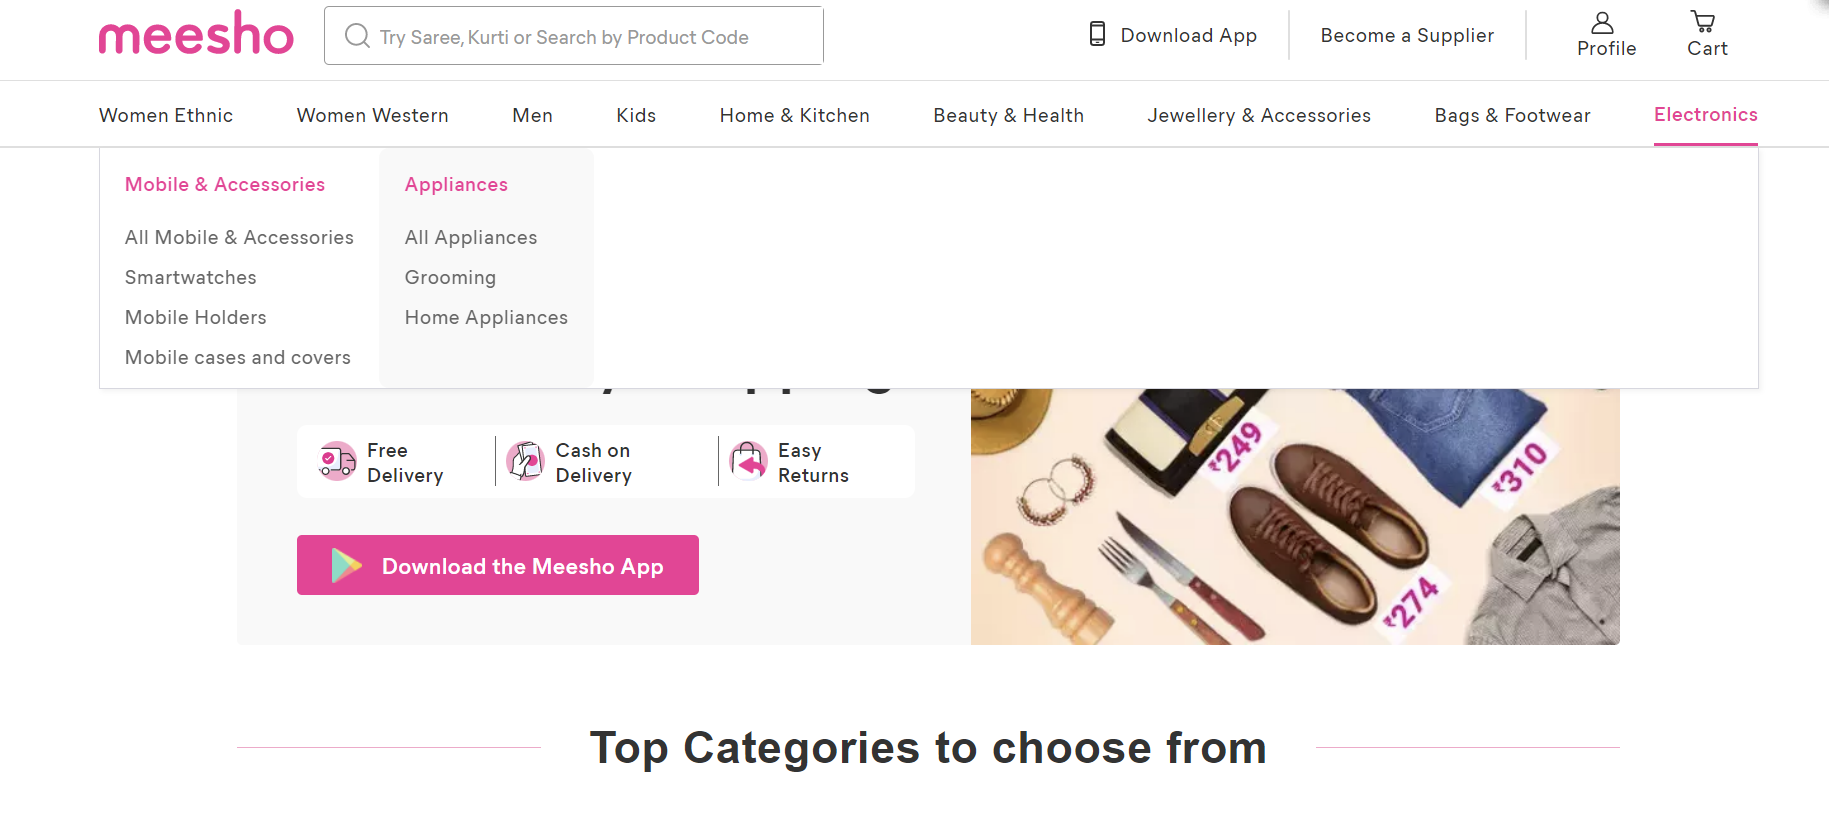 meesho
Try Saree, Kurti or Search by Product Code
Download App
Become a Supplier
Profile
Cart
Women Ethnic
Women Western
Men
Kids
Home & Kitchen
Beauty & Health
Jewellery & Accessories
Bags & Footwear
Electronics
Mobile & Accessories
All Mobile & Accessories
Smartwatches
Mobile Holders
Mobile cases and covers
Appliances
All Appliances
Grooming
Home Appliances
Free
Delivery
Cash on
Delivery
Easy
Returns
Download the Meesho App
₹249
₹310
₹274
Top Categories to choose from